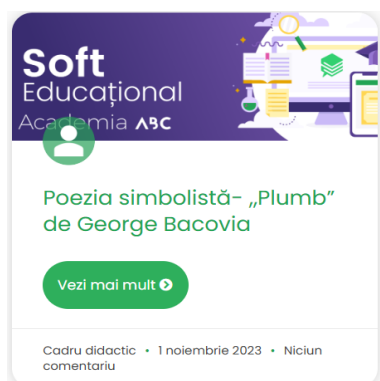 Soft
Educațional
Academia ABC
Poezia simbolistă- „Plumb”
de George Bacovia
Vezi mai mult
Cadru didactic • 1 noiembrie 2023 • Niciun
comentariu